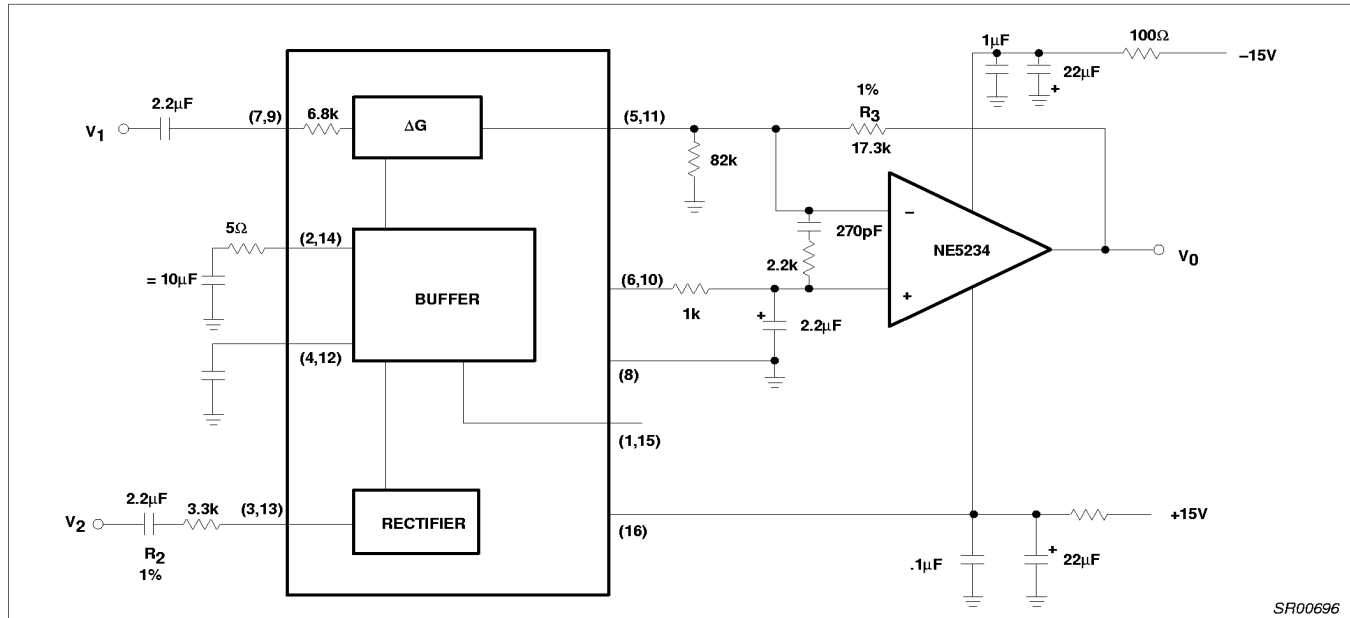 1μF
22μF
+
100Ω
–15V
2.2μF
V1
(7,9)
6.8k
ΔG
(5,11)
1%
R3
17.3k
82k
5Ω
(2,14)
= 10μF
BUFFER
270pF
2.2k
–
+
NE5234
V0
(6,10)
1k
+
2.2μF
(4,12)
(8)
(1,15)
2.2μF
3.3k
(3,13)
V2
R2
1%
RECTIFIER
(16)
+15V
.1μF
+
22μF
SR00696